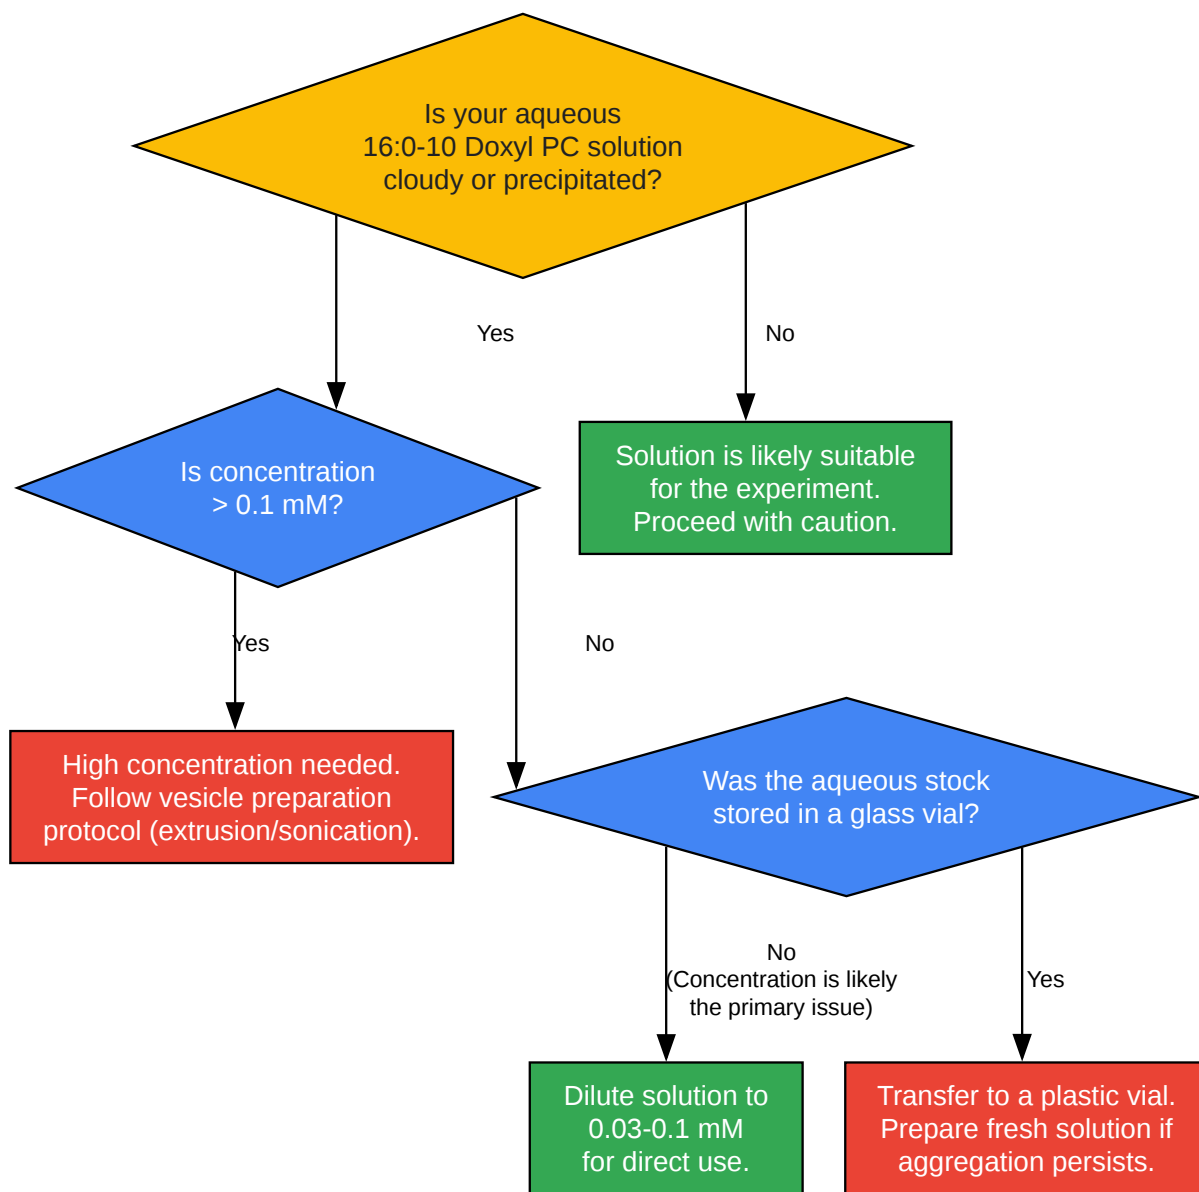 Is your aqueous
16:0-10 Doxyl PC solution
cloudy or precipitated?
Yes
No
Is concentration
> 0.1 mM?
Solution is likely suitable
for the experiment.
Proceed with caution.
Yes
No
High concentration needed.
Follow vesicle preparation
protocol (extrusion/sonication).
Was the aqueous stock
stored in a glass vial?
No
(Concentration is likely
the primary issue)
Yes
Dilute solution to
0.03-0.1 mM
for direct use.
Transfer to a plastic vial.
Prepare fresh solution if
aggregation persists.